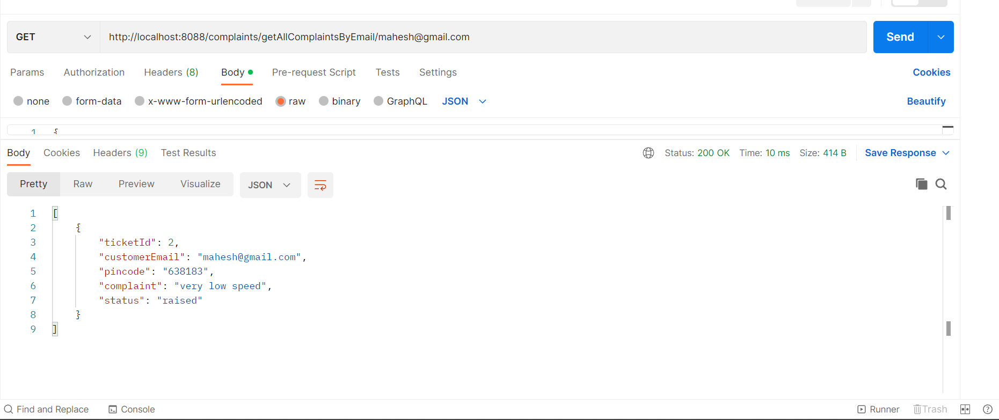 GET http://localhost:8088/complaints/getAllComplaintsByEmail/mahesh@gmail.com Send
Params Authorization Headers (8) Body Pre-request Script Tests Settings Cookies
none form-data x-www-form-urlencoded raw binary GraphQL JSON Beautify
1 {
Body Cookies Headers (9) Test Results Status: 200 OK Time: 10 ms Size: 414 B Save Response
Pretty Raw Preview Visualize JSON
1 [
2 {
3 "ticketId": 2,
4 "customerEmail": "mahesh@gmail.com",
5 "pincode": "638183",
6 "complaint": "very low speed",
7 "status": "raised"
8 }
9 ]
Find and Replace Console Runner Trash